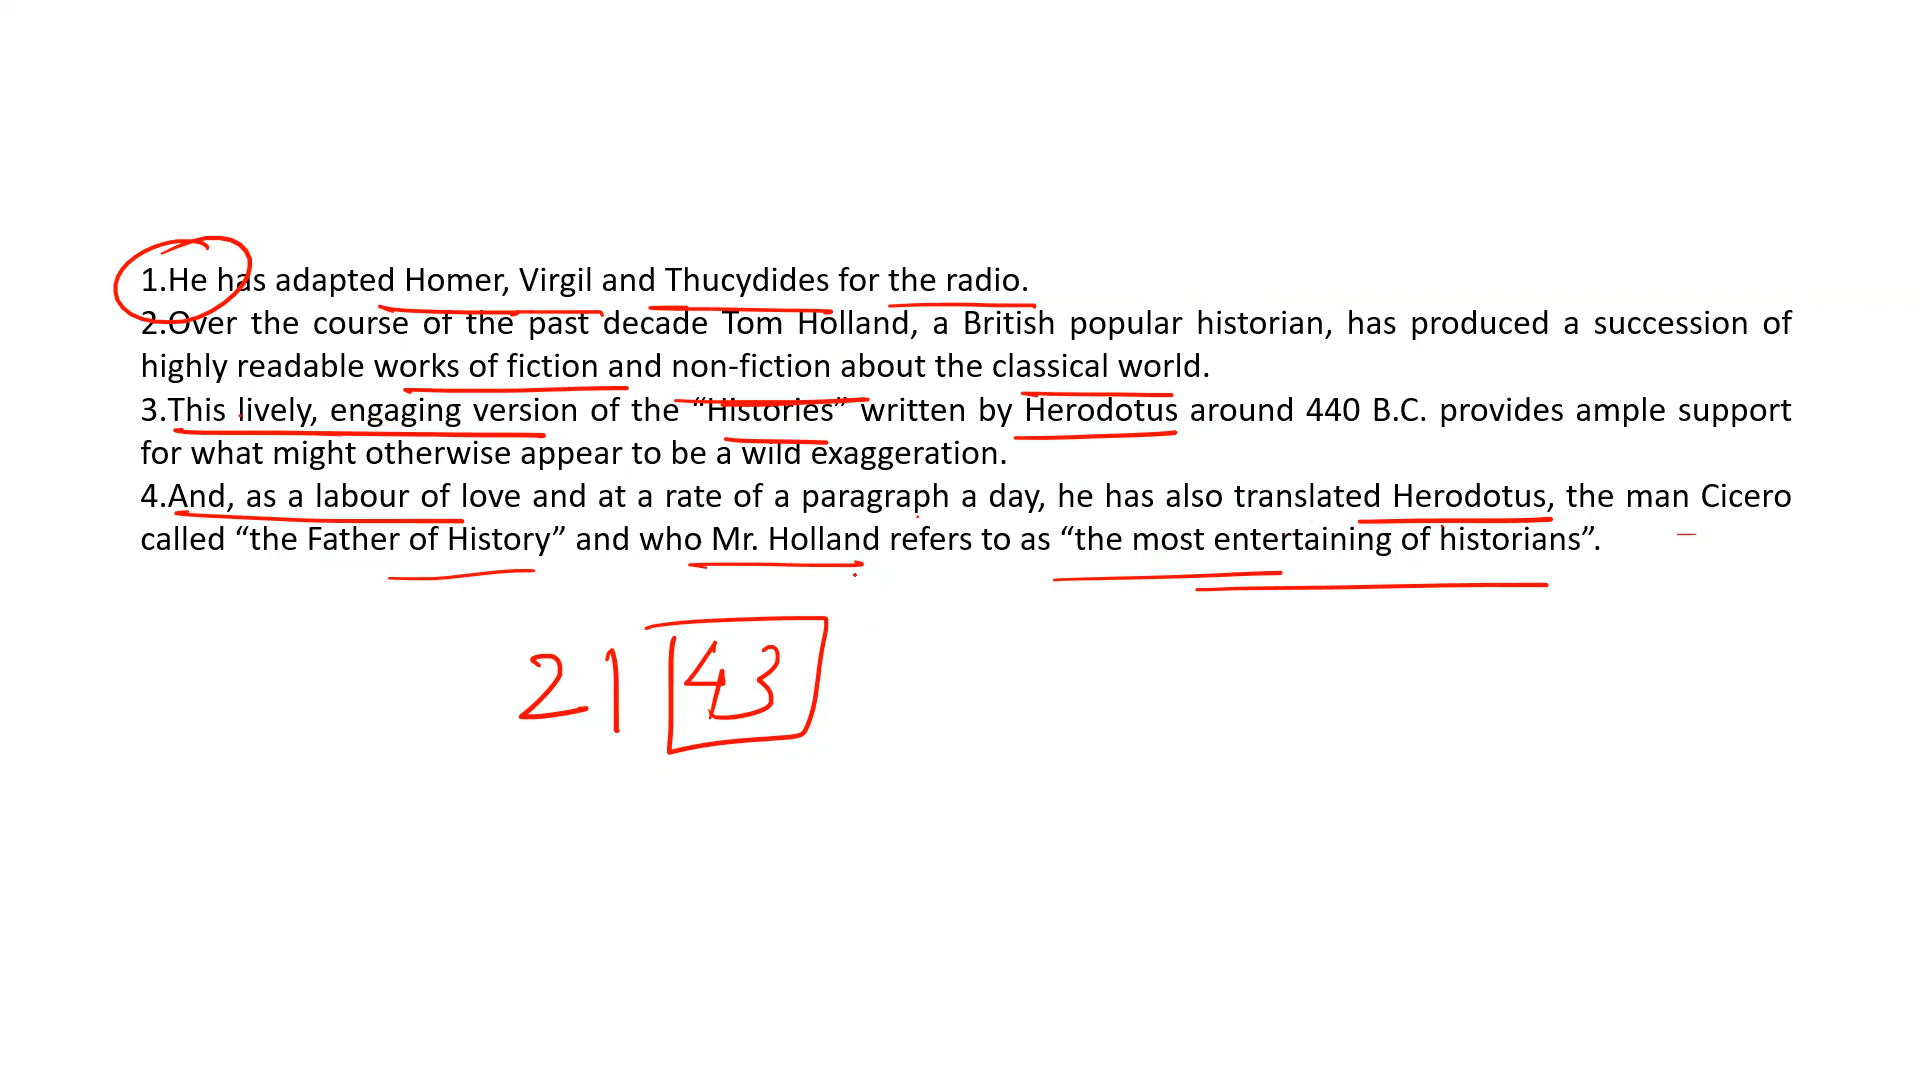 1.He has adapted Homer, Virgil and Thucydides for the radio.
2.Over the course of the past decade Tom Holland, a British popular historian, has produced a succession of
highly readable works of fiction and non-fiction about the classical world.
3.This lively, engaging version of the “Histories” written by Herodotus around 440 B.C. provides ample support
for what might otherwise appear to be a wild exaggeration.
4.And, as a labour of love and at a rate of a paragraph a day, he has also translated Herodotus, the man Cicero
called “the Father of History” and who Mr. Holland refers to as “the most entertaining of historians”.
21 43